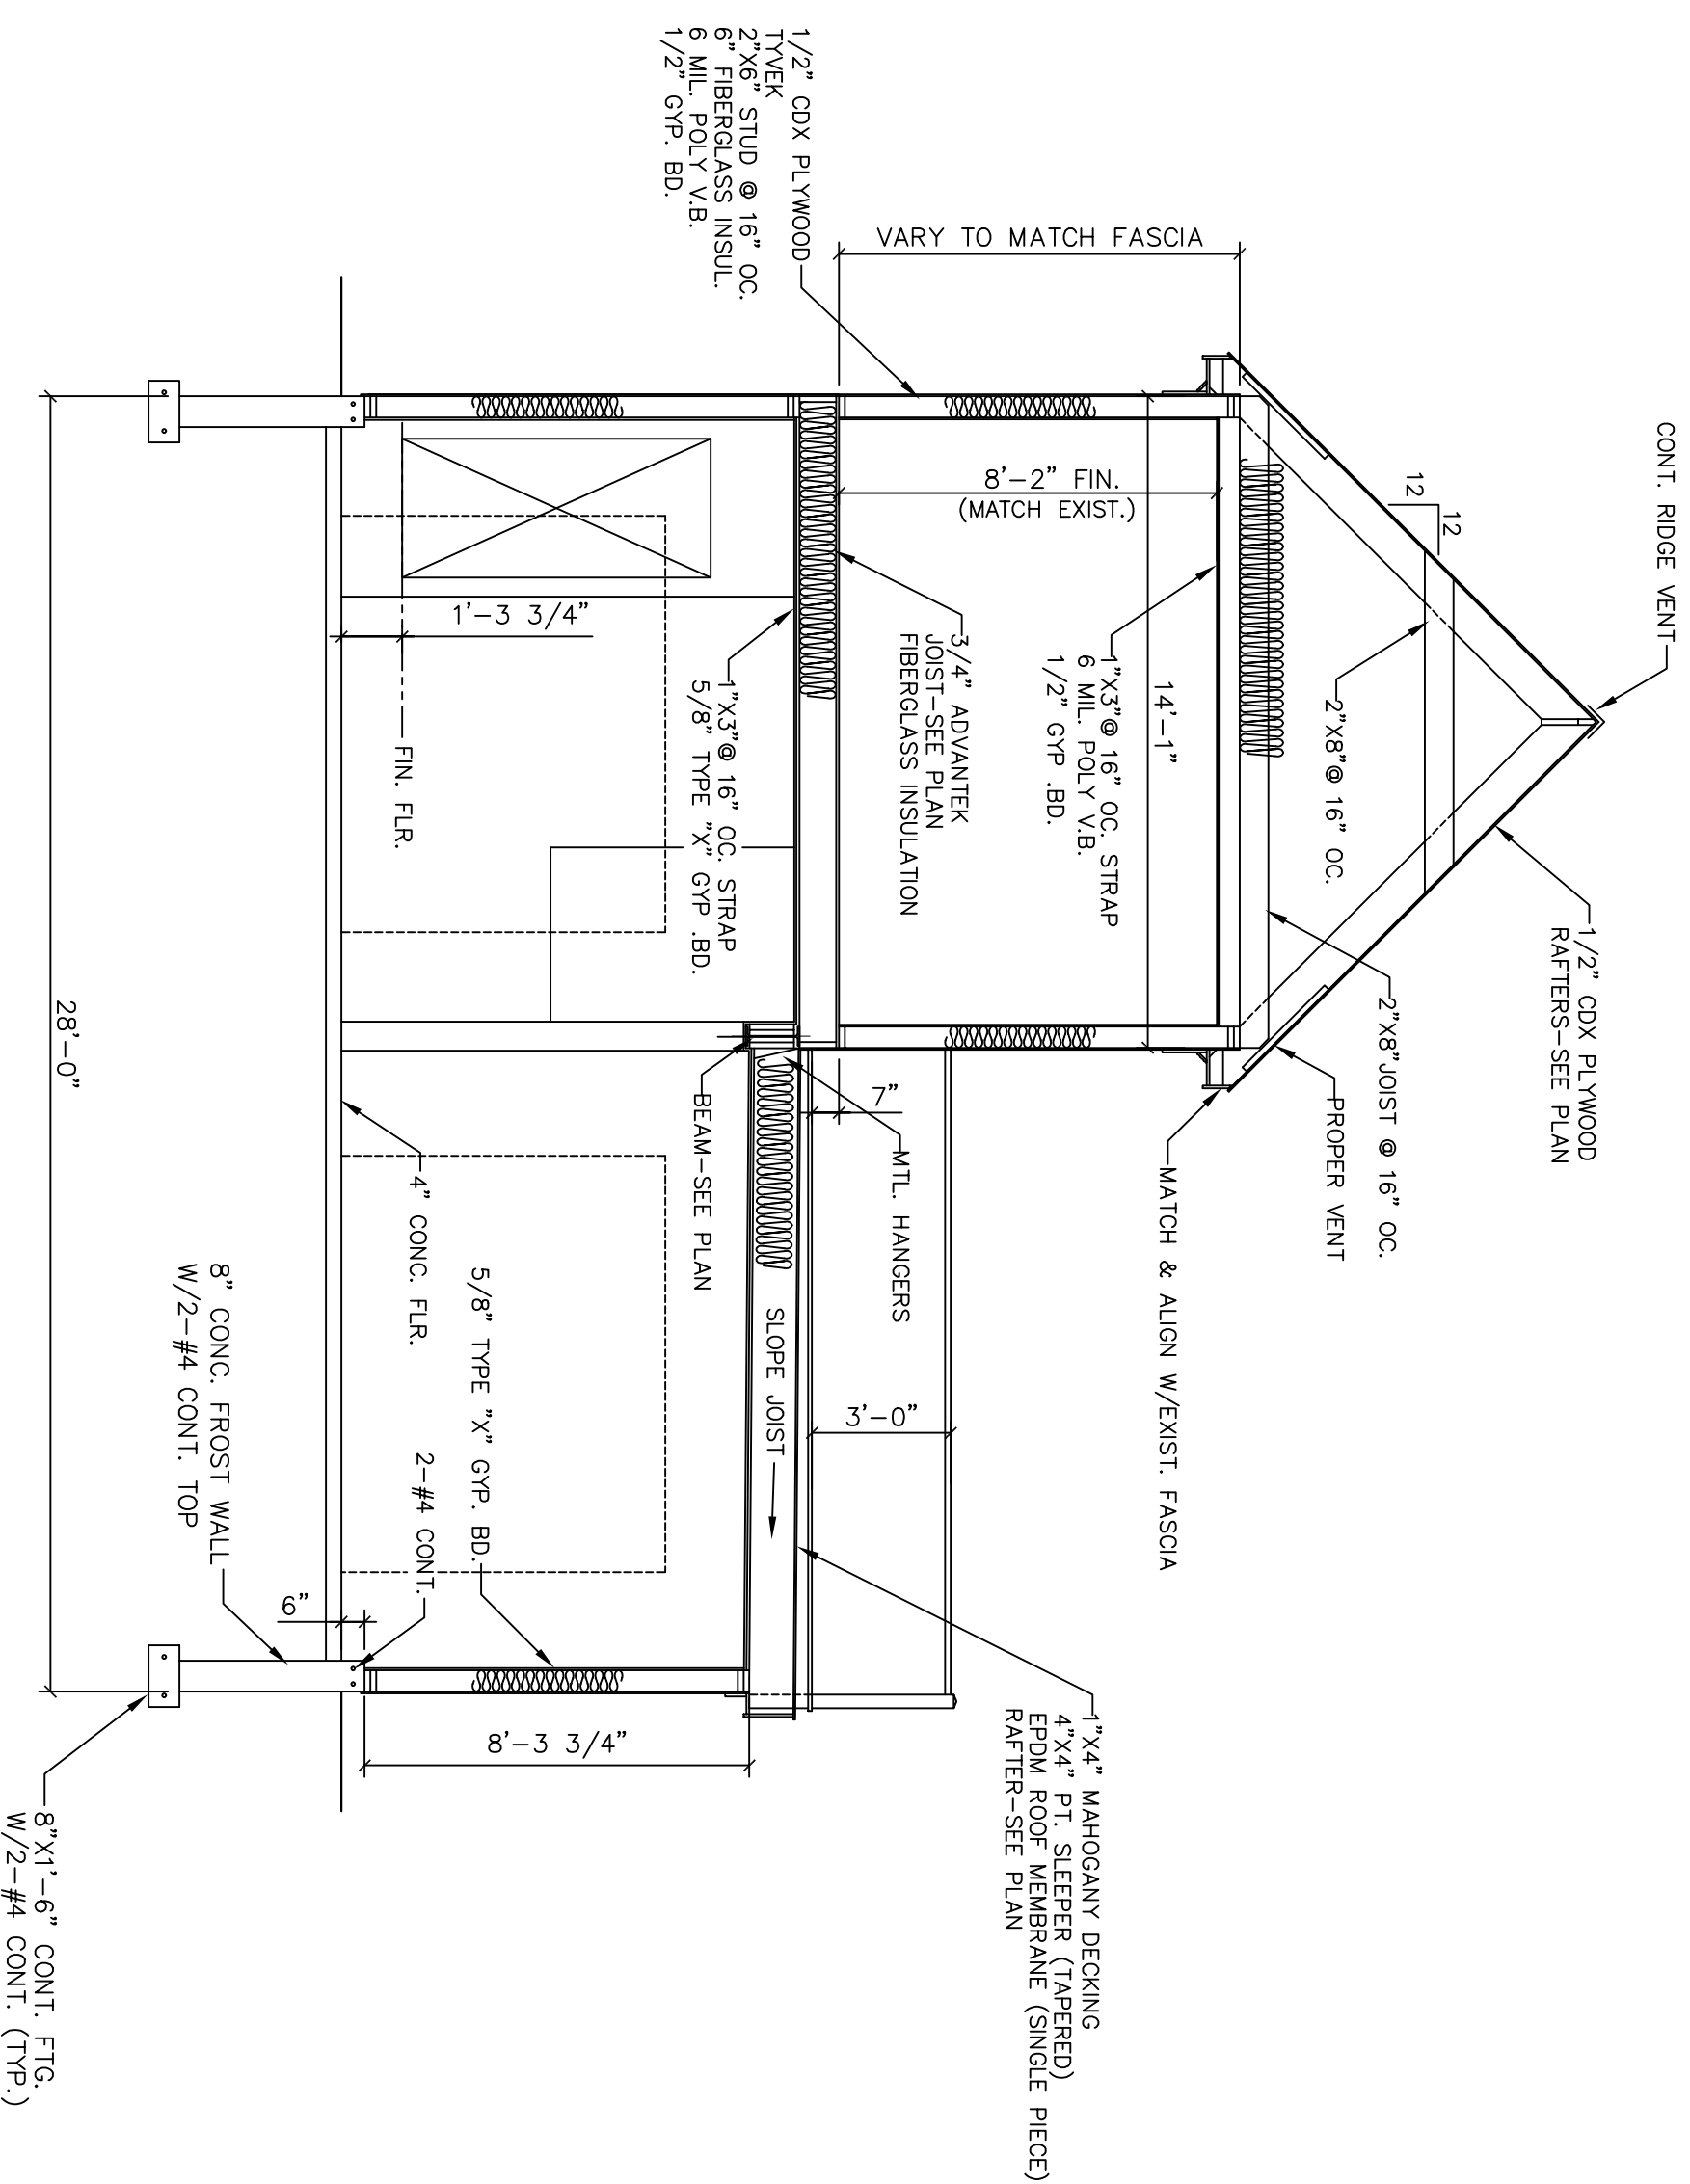 CONT. RIDGE VENT
1/2" CDX PLYWOOD
RAFTERS-SEE PLAN
12
12
2"X8"@ 16" OC.
2"X8"JOIST @ 16" OC.
PROPER VENT
MATCH & ALIGN W/EXIST. FASCIA
VARY TO MATCH FASCIA
14'-1"
8'-2" FIN.
(MATCH EXIST.)
1"X3"@ 16" OC. STRAP
6 MIL. POLY V.B.
1/2" GYP .BD.
3/4" ADVANTEK
JOIST-SEE PLAN
FIBERGLASS INSULATION
1"X4" MAHOGANY DECKING
4"X4" PT. SLEEPER (TAPERED)
EPDM ROOF MEMBRANE (SINGLE PIECE)
RAFTER-SEE PLAN
1/2" CDX PLYWOOD
TYVEK
2"X6" STUD @ 16" OC.
6" FIBERGLASS INSUL.
6 MIL. POLY V.B.
1/2" GYP. BD.
7"
3'-0"
MTL. HANGERS
SLOPE JOIST
1"X3"@ 16" OC. STRAP
5/8" TYPE "X" GYP .BD.
BEAM-SEE PLAN
1'-3 3/4"
FIN. FLR.
5/8" TYPE "X" GYP. BD.
4" CONC. FLR.
2-#4 CONT.
8'-3 3/4"
6"
8" CONC. FROST WALL
W/2-#4 CONT. TOP
28'-0"
8"X1'-6" CONT. FTG.
W/2-#4 CONT. (TYP.)